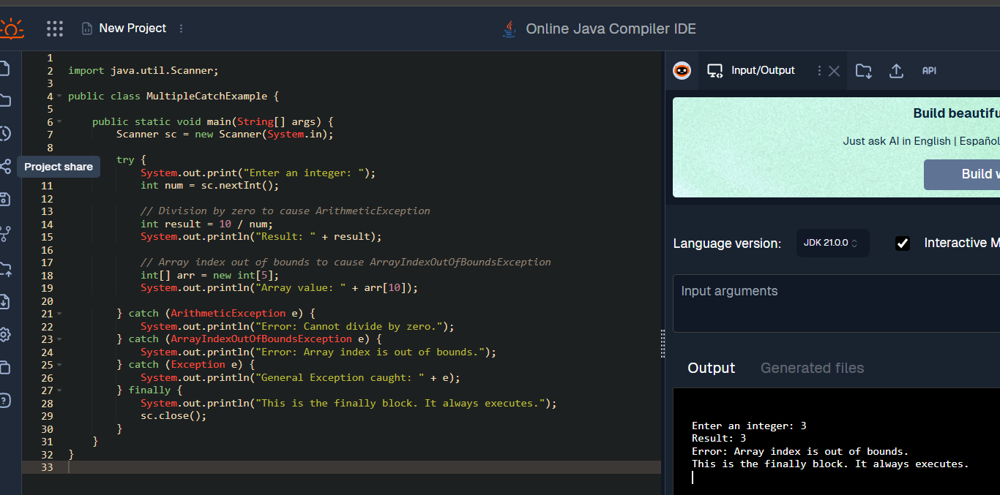 New Project
Online Java Compiler IDE
1
2 import java.util.Scanner;
3
4 public class MultipleCatchExample {
5
6 public static void main(String[] args) {
7 Scanner sc = new Scanner(System.in);
8
try {
Project share
System.out.print("Enter an integer: ");
11 int num = sc.nextInt();
12
13 // Division by zero to cause ArithmeticException
14 int result = 10 / num;
15 System.out.println("Result: " + result);
16
17 // Array index out of bounds to cause ArrayIndexOutOfBoundsException
18 int[] arr = new int[5];
19 System.out.println("Array value: " + arr[10]);
20
21 } catch (ArithmeticException e) {
22 System.out.println("Error: Cannot divide by zero.");
23 } catch (ArrayIndexOutOfBoundsException e) {
24 System.out.println("Error: Array index is out of bounds.");
25 } catch (Exception e) {
26 System.out.println("General Exception caught: " + e);
27 } finally {
28 System.out.println("This is the finally block. It always executes.");
29 sc.close();
30 }
31 }
32 }
33
Input/Output
API
Build beautifu
Just ask AI in English | Español
Build
Language version:
JDK 21.0.0
Interactive M
Input arguments
Output
Generated files
Enter an integer: 3
Result: 3
Error: Array index is out of bounds.
This is the finally block. It always executes.